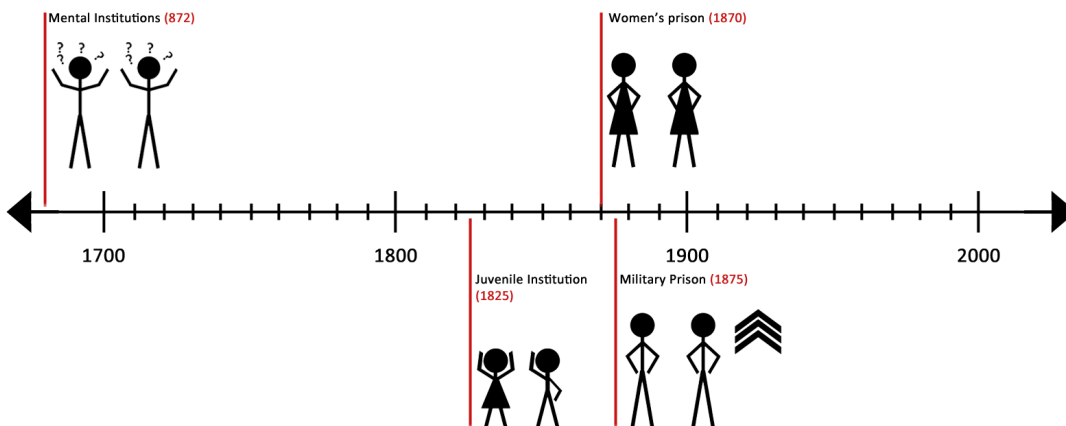 Mental Institutions (872)
Women's prison (1870)
? ? ? ? ? ? ? ?
1700 1800 1900 2000
Juvenile Institution
(1825)
Military Prison (1875)